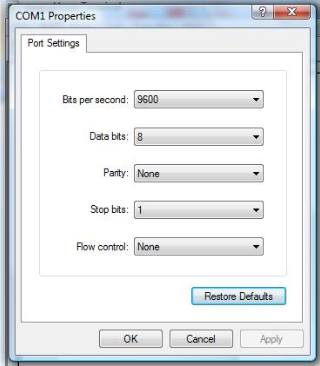 COM1 Properties
Port Settings
Bits per second: 9600
Data bits: 8
Parity: None
Stop bits: 1
Flow control: None
Restore Defaults
OK Cancel Apply